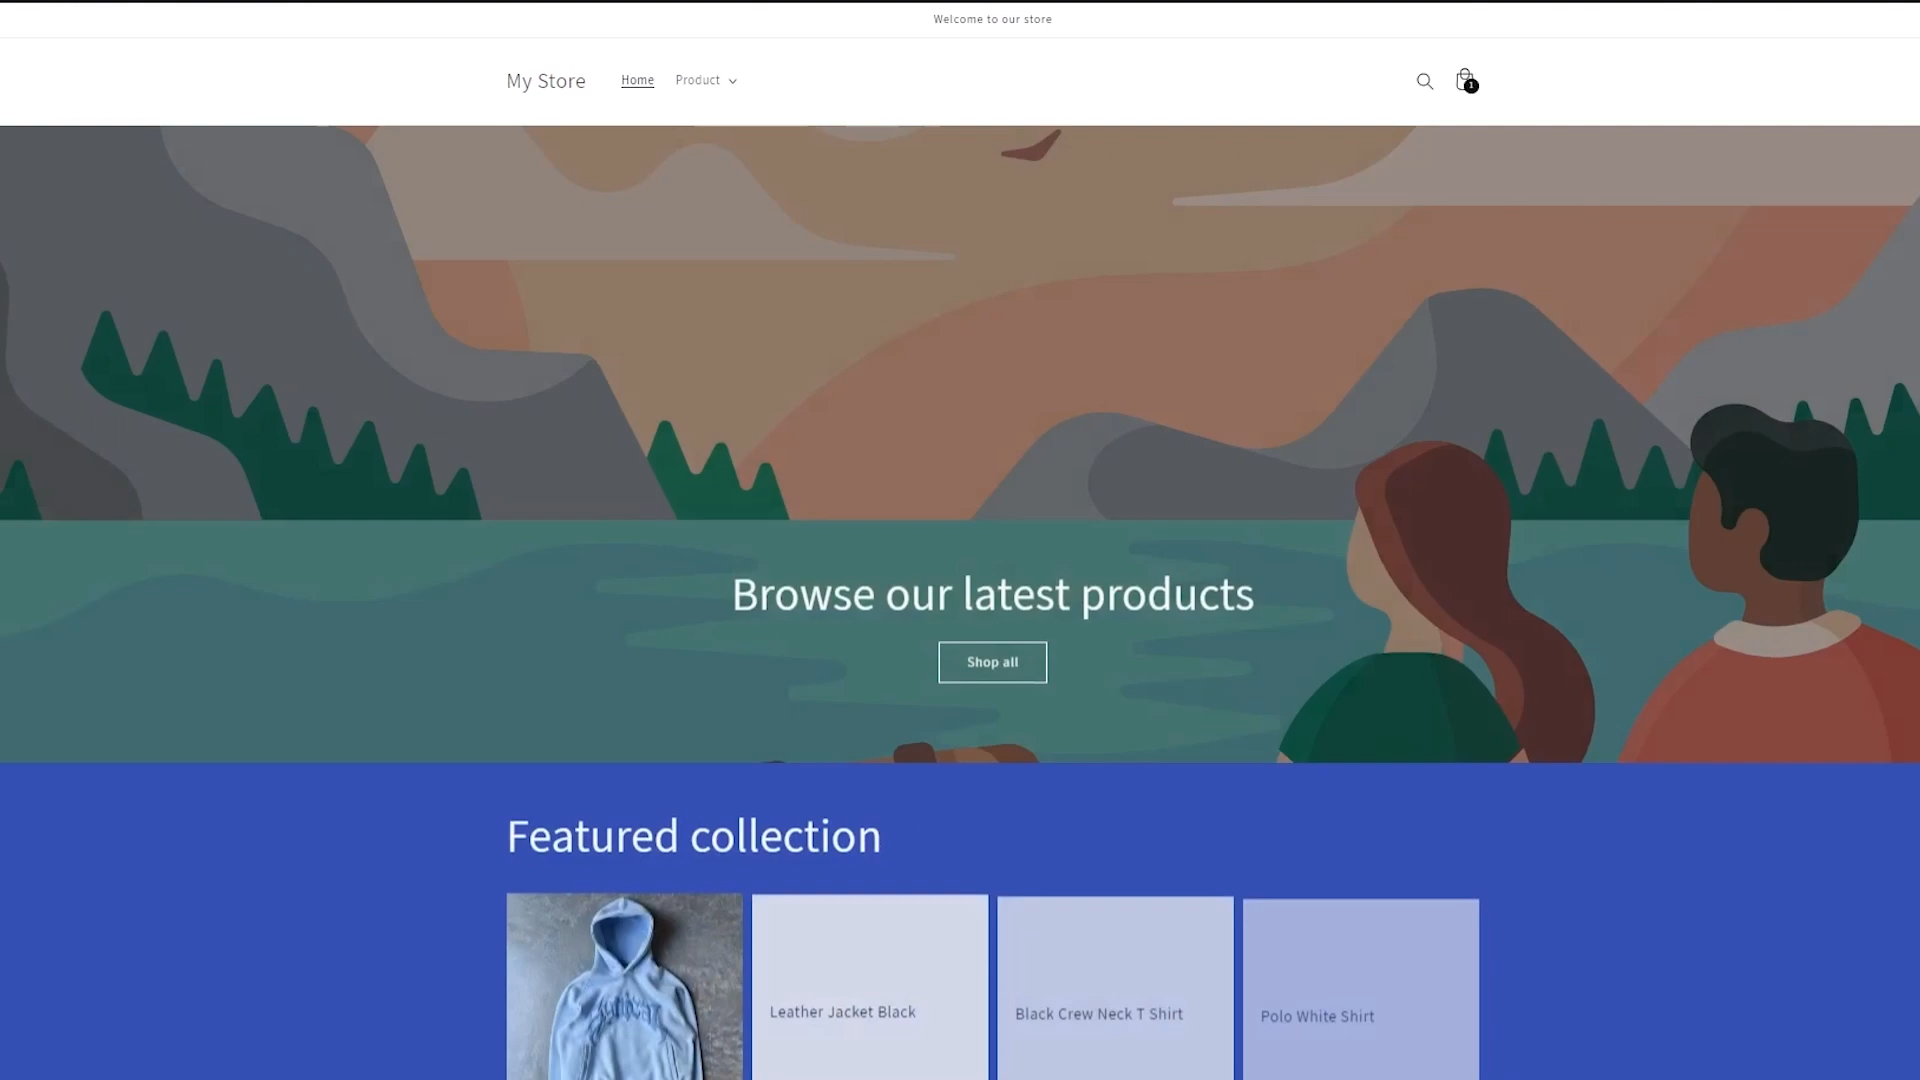 Welcome to our store
My Store
Home
Product
1
Browse our latest products
Shop all
Featured collection
Leather Jacket Black
Black Crew Neck T Shirt
Polo White Shirt